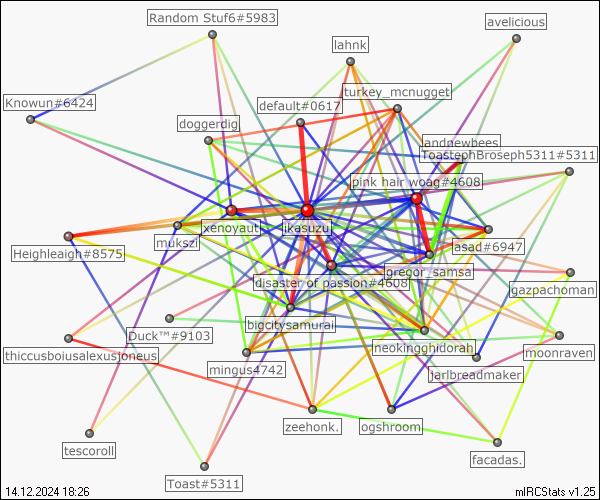 Random Stuf6#5983
avelicious
lahnk
turkey_mcnugget
Knowun#6424
default#0617
doggerdig
landnewbees
ToastephBroseph5311#5311
pink hair woag#4608
xenoyaut
ikasuzu
mukszi
asad#6947
Heighleaigh#8575
gregor_samsa
disaster of passion#4608
gazpachoman
bigcitysamurai
Duck™#9103
neokingghidorah
thiccusboiusalexusjoneus
moonraven
mingus4742
jarlbreadmaker
zeehonk.
ogshroom
tescoroll
facadas.
Toast#5311
14.12.2024 18:26
mIRCStats v1.25